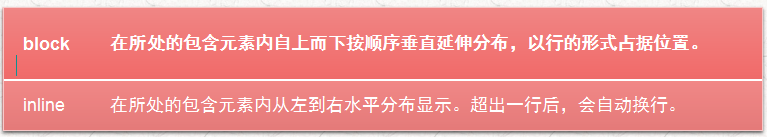 block 在所处的包含元素内自上而下按顺序垂直延伸分布，以行的形式占据位置。
inline 在所处的包含元素内从左到右水平分布显示。超出一行后，会自动换行。